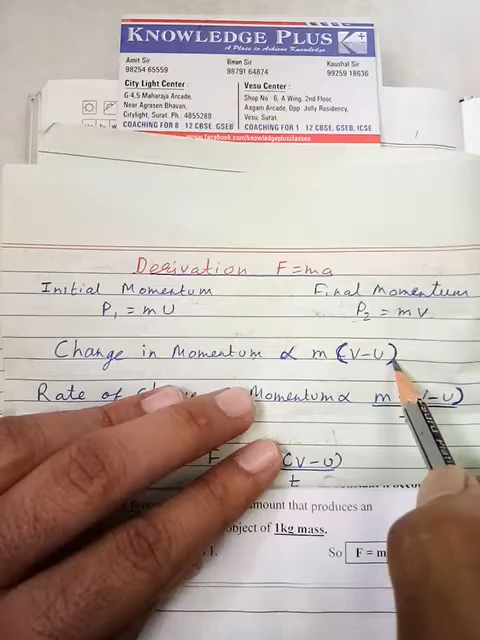 KNOWLEDGE PLUS
A Place to Achieve Knowledge
Amit Sir
98254 65559
Biren Sir
98791 64874
Kaushal Sir
99259 18636
City Light Center :
G-4,5 Maharaja Arcade,
Near Agrasen Bhavan,
Citylight, Surat. Ph. 4855288
COACHING FOR 8 12 CBSE, GSEB
Vesu Center :
Shop No : 6, A Wing, 2nd Floor,
Aagam Arcade, Opp. Jolly Residency,
Vesu, Surat.
COACHING FOR 1 12 CBSE, GSEB, ICSE
www.facebook.com/knowledgeplusclasses
Derivation F=ma
Initial Momentum
P₁ = mU
Final Momentum
P₂ = mV
Change in Momentum ∝ m(V-U)
Rate of Momentum ∝ m V-U)
F (V-U)
t
amount that produces an
object of 1kg mass.
1.
So F = m